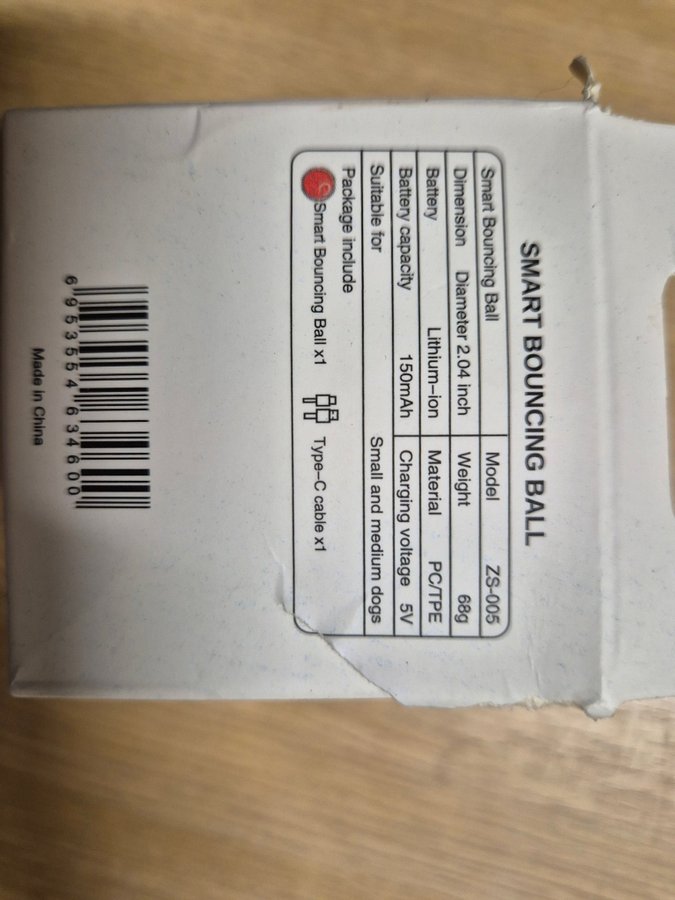 SMART BOUNCING BALL
Smart Bouncing Ball Model ZS-005
Dimension Diameter 2.04 inch Weight 68g
Battery Lithium-ion Material PC/TPE
Battery capacity 150mAh Charging voltage 5V
Suitable for Small and medium dogs
Package include
Smart Bouncing Ball x1 Type-C cable x1
6 953554 634600
Made in China